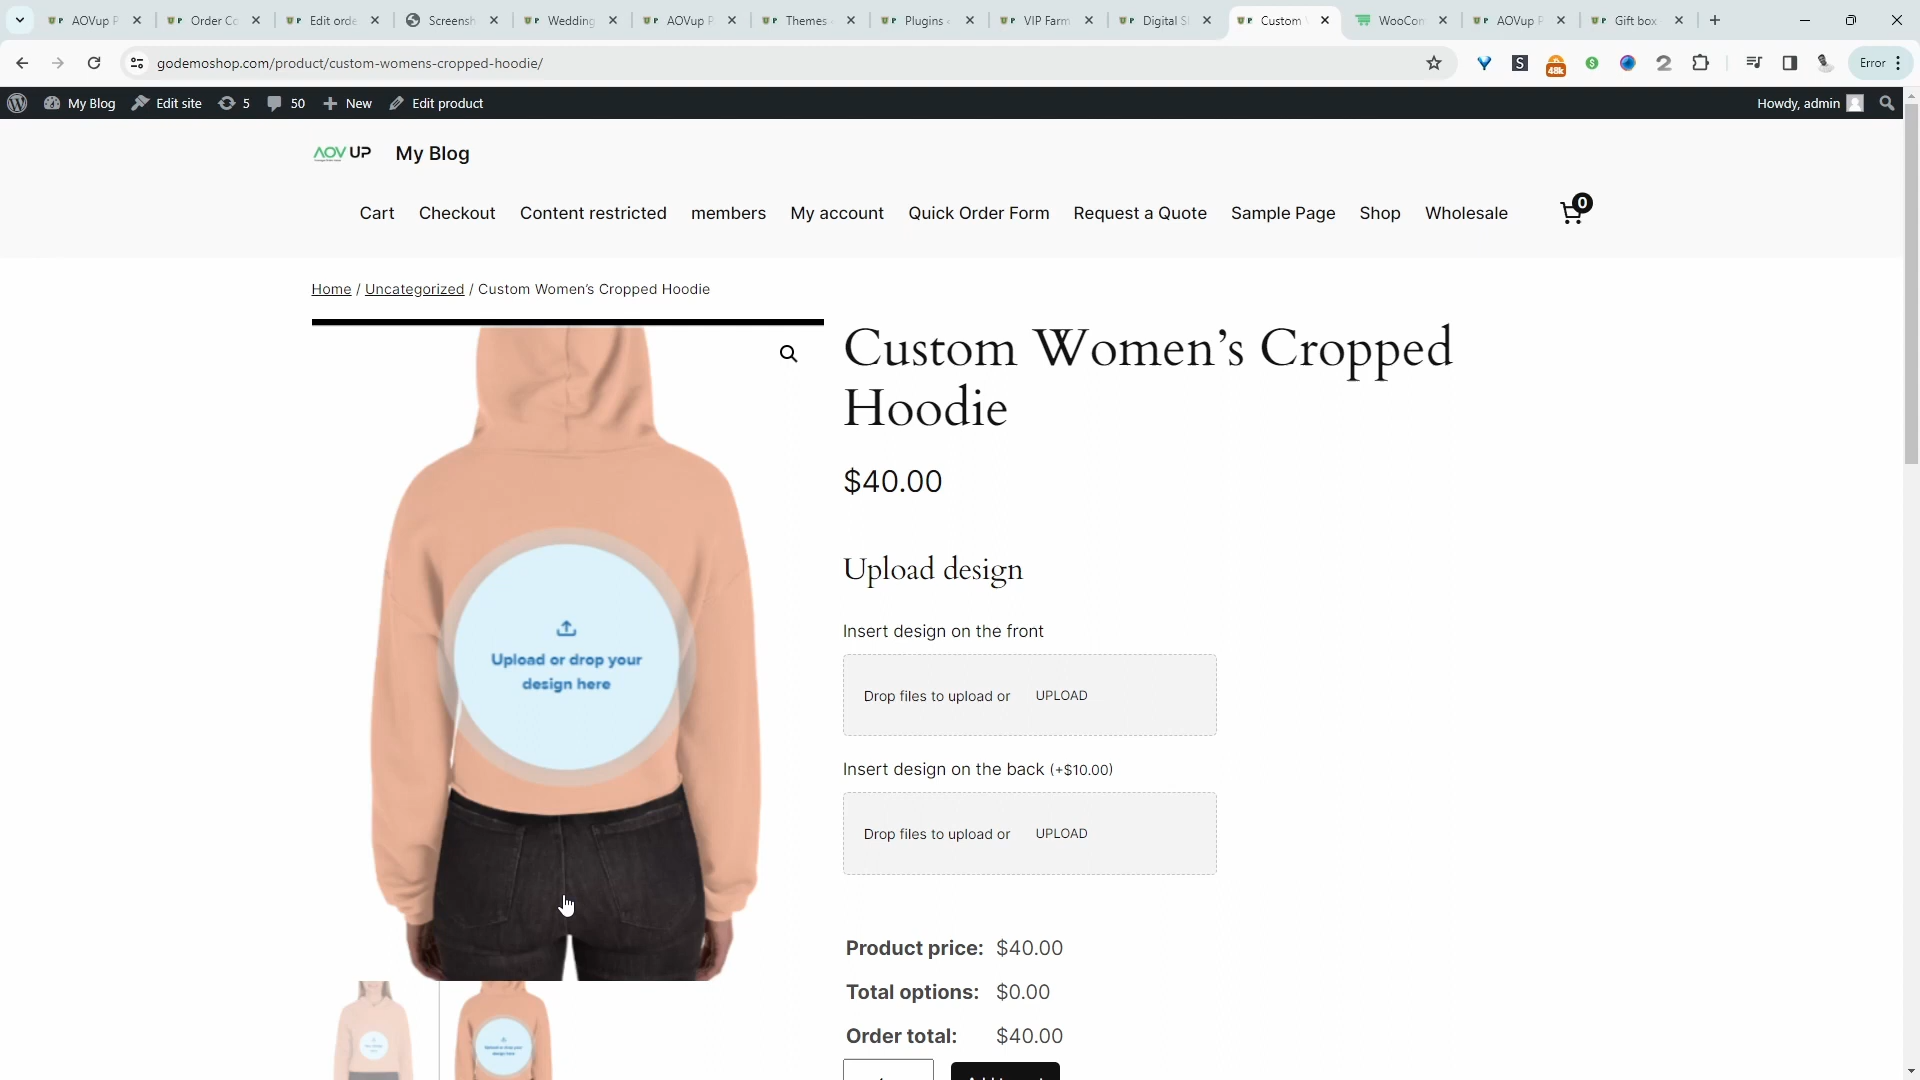 AOVup P
Order Co
Edit orde
Screensh
Wedding
AOVup P
Themes
Plugins
VIP Farm
Digital S
Custom
WooCom
AOVup P
Gift box
godemoshop.com/product/custom-womens-cropped-hoodie/
48k
Error
My Blog
Edit site
5
50
New
Edit product
Howdy, admin
AOV UP
My Blog
Cart
Checkout
Content restricted
members
My account
Quick Order Form
Request a Quote
Sample Page
Shop
Wholesale
0
Home / Uncategorized / Custom Women’s Cropped Hoodie
Custom Women’s Cropped
Hoodie
$40.00
Upload design
Insert design on the front
Drop files to upload or UPLOAD
Insert design on the back (+$10.00)
Drop files to upload or UPLOAD
Upload or drop your
design here
Product price: $40.00
Total options: $0.00
Order total: $40.00